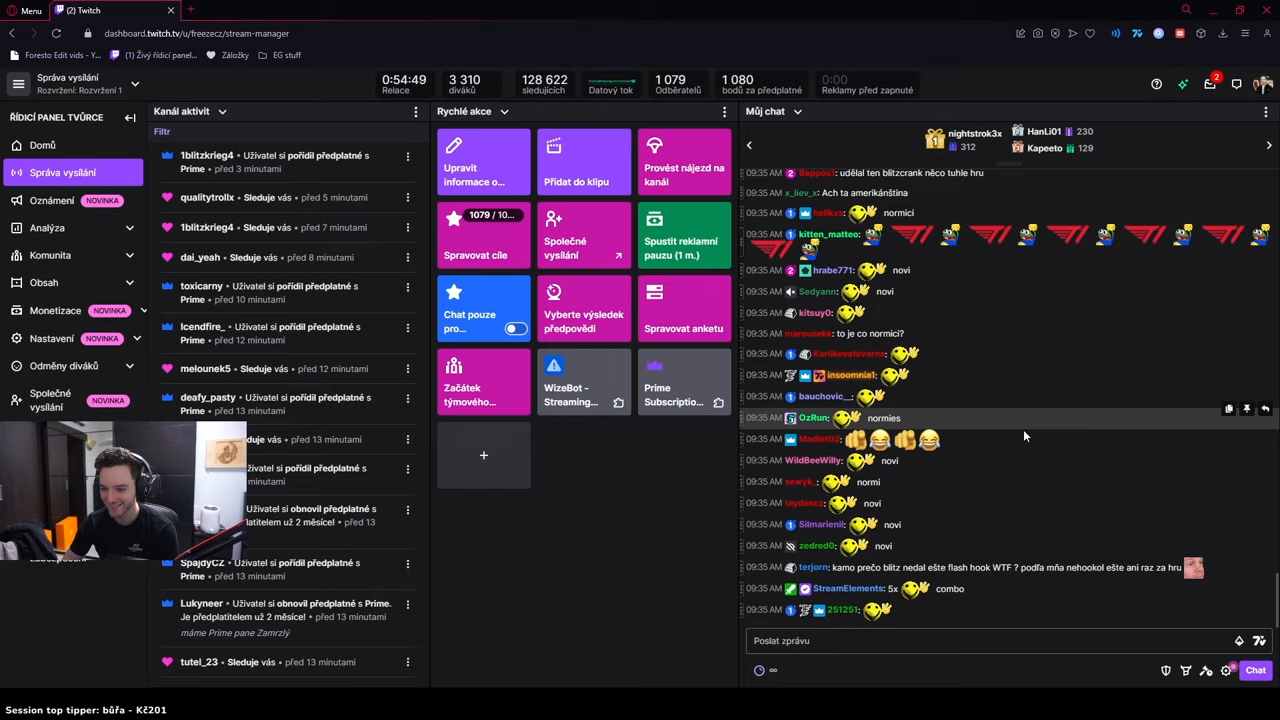 Menu
(2) Twitch
dashboard.twitch.tv/u/freezecz/stream-manager
Foresto Edit vids - Y...
(1) Živý řídicí panel...
Záložky
EG stuff
Správa vysílání
Rozvržení: Rozvržení 1
0:54:49
Relace
3 310
diváků
128 622
sledujících
Datový tok
1 079
Odběratelů
1 080
bodů za předplatné
0:00
Reklamy před zapnuté
2
ŘÍDICÍ PANEL TVŮRCE
Domů
Správa vysílání
Oznámení NOVINKA
Analýza
Komunita
Obsah
Monetizace NOVINKA
Nastavení NOVINKA
Odměny diváků
Společné
vysílání NOVINKA
Kanál aktivit
Filtr
1blitzkrieg4 • Uživatel si pořídil předplatné s
Prime • před 3 minutami
qualitytrollx • Sleduje vás • před 5 minutami
1blitzkrieg4 • Sleduje vás • před 7 minutami
dai_yeah • Sleduje vás • před 8 minutami
toxicarny • Uživatel si pořídil předplatné s
Prime • před 10 minutami
Icendfire_ • Uživatel si pořídil předplatné s
Prime • před 12 minutami
melounek5 • Sleduje vás • před 12 minutami
deafy_pasty • Uživatel si pořídil předplatné s
Prime • před 13 minutami
duje vás • před 13 minutami
ivatel si pořídil předplatné s
minutami
vatel si obnovil předplatné s
titelem už 2 měsíce! • před 13
SpajdyCZ • Uživatel si pořídil předplatné s
Prime • před 13 minutami
Lukyneer • Uživatel si obnovil předplatné s Prime.
Je předplatitelem už 2 měsíce! • před 13 minutami
máme Prime pane Zamrzlý
tutel_23 • Sleduje vás • před 13 minutami
Rychlé akce
Upravit
informace o...
Přidat do klipu
Provést nájezd na
kanál
1079 / 10...
Spravovat cíle
Společné
vysílání
Spustit reklamní
pauzu (1 m.)
Chat pouze
pro...
Vyberte výsledek
předpovědi
Spravovat anketu
Začátek
týmového...
WizeBot -
Streaming...
Prime
Subscriptio...
Můj chat
nightstrok3x
312
HanLi01 230
Kapeeto 129
09:35 AM udělal ten blitzcrank něco tuhle hru
09:35 AM x_liev_x: Ach ta amerikánština
09:35 AM helikxs: normici
09:35 AM kitten_matteo:
09:35 AM hrabe771: novi
09:35 AM Sedyann: novi
09:35 AM kitsuy0:
09:35 AM marousekk: to je co normici?
09:35 AM Karlikovatovarna:
09:35 AM insoomnia1:
09:35 AM bauchovic__:
09:35 AM OzRun: normies
09:35 AM Madlet02:
09:35 AM WildBeeWilly: novi
09:35 AM sewyk_: normi
09:35 AM taydascz: novi
09:35 AM Silmarienil: novi
09:35 AM zedred0: novi
09:35 AM terjorn: kamo prečo blitz nedal ešte flash hook WTF ? podľa mňa nehookol ešte ani raz za hru
09:35 AM StreamElements: 5x combo
09:35 AM 251251:
Poslat zprávu
Chat
Session top tipper: bůřa - Kč201